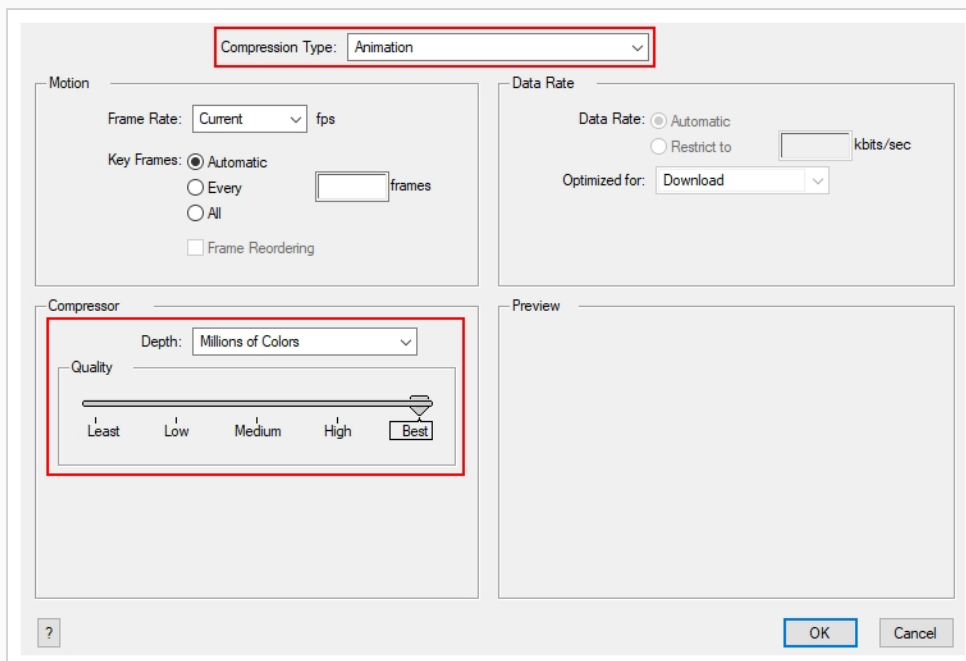 Compression Type: Animation
Motion
Frame Rate: Current fps
Key Frames: Automatic
Every frames
All
Frame Reordering
Data Rate
Data Rate: Automatic
Restrict to kbits/sec
Optimized for: Download
Compressor
Depth: Millions of Colors
Quality
Least Low Medium High Best
Preview
? OK Cancel